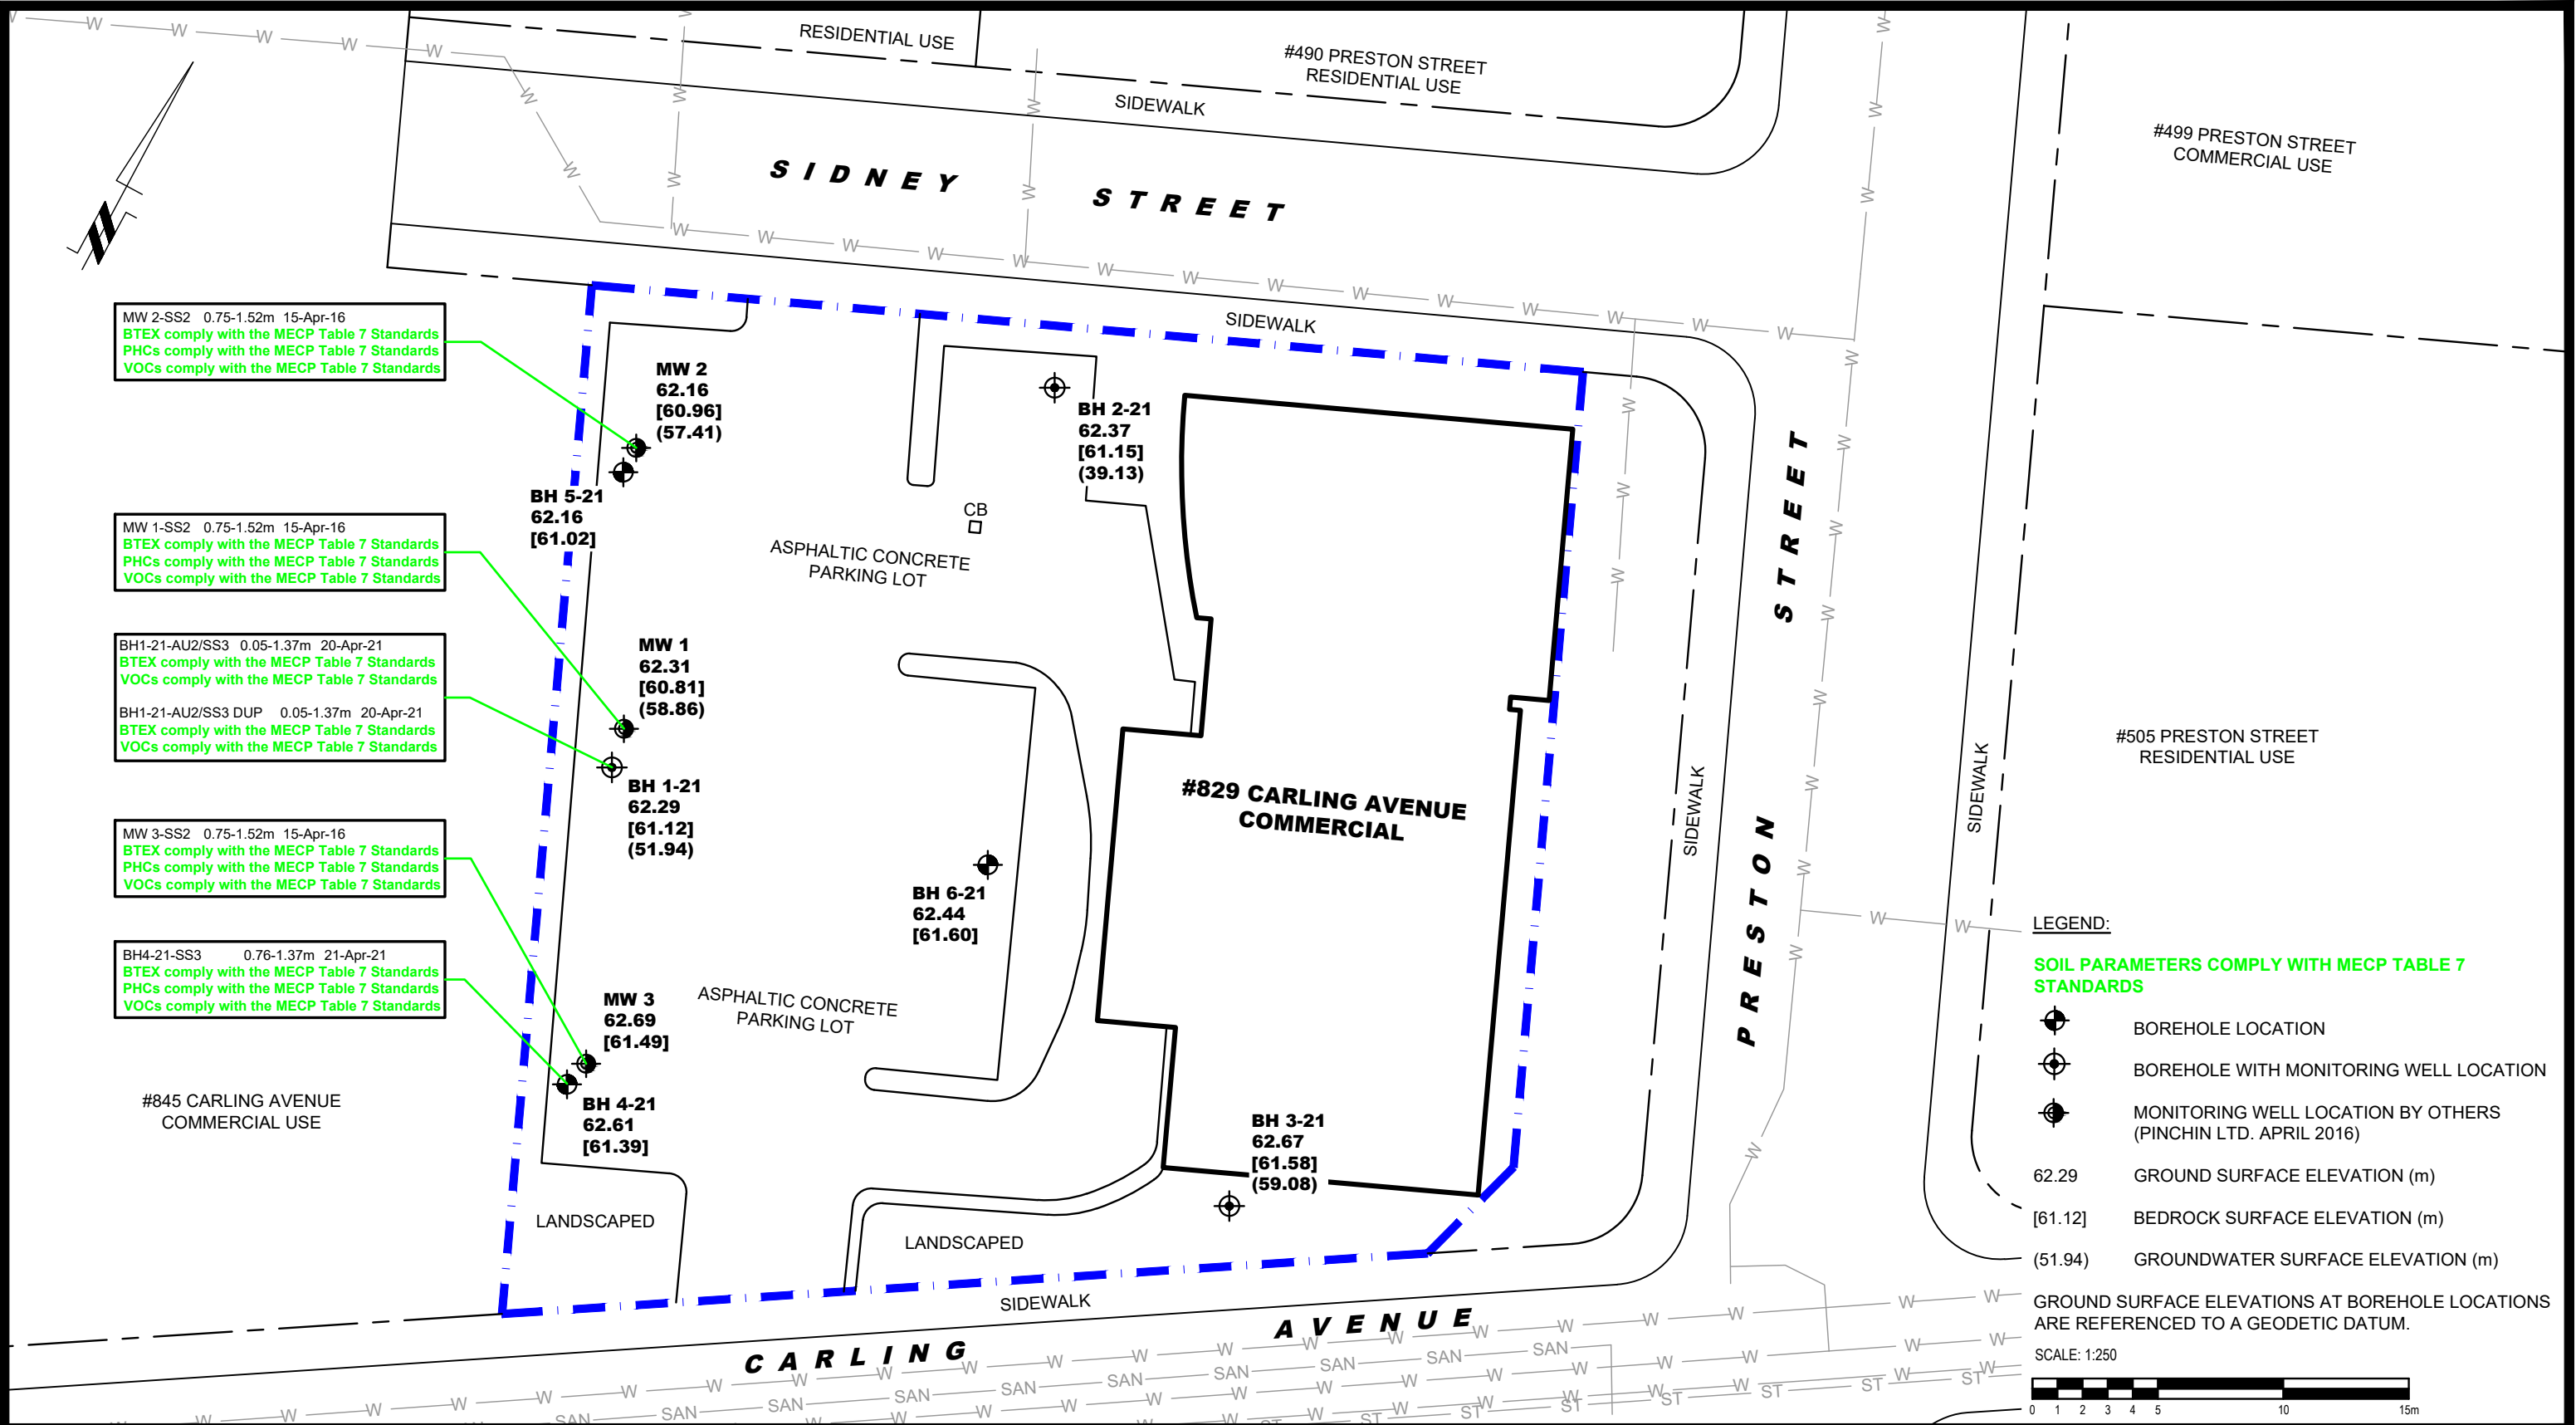 RESIDENTIAL USE
#490 PRESTON STREET
RESIDENTIAL USE
SIDEWALK
#499 PRESTON STREET
COMMERCIAL USE
SIDNEY STREET
SIDEWALK
MW 2-SS2 0.75-1.52m 15-Apr-16
BTEX comply with the MECP Table 7 Standards
PHCs comply with the MECP Table 7 Standards
VOCs comply with the MECP Table 7 Standards
MW 2
62.16
[60.96]
(57.41)
BH 2-21
62.37
[61.15]
(39.13)
BH 5-21
62.16
[61.02]
CB
ASPHALTIC CONCRETE
PARKING LOT
MW 1-SS2 0.75-1.52m 15-Apr-16
BTEX comply with the MECP Table 7 Standards
PHCs comply with the MECP Table 7 Standards
VOCs comply with the MECP Table 7 Standards
BH1-21-AU2/SS3 0.05-1.37m 20-Apr-21
BTEX comply with the MECP Table 7 Standards
VOCs comply with the MECP Table 7 Standards
BH1-21-AU2/SS3 DUP 0.05-1.37m 20-Apr-21
BTEX comply with the MECP Table 7 Standards
VOCs comply with the MECP Table 7 Standards
MW 1
62.31
[60.81]
(58.86)
BH 1-21
62.29
[61.12]
(51.94)
#829 CARLING AVENUE
COMMERCIAL
SIDEWALK
PRESTON STREET
SIDEWALK
#505 PRESTON STREET
RESIDENTIAL USE
MW 3-SS2 0.75-1.52m 15-Apr-16
BTEX comply with the MECP Table 7 Standards
PHCs comply with the MECP Table 7 Standards
VOCs comply with the MECP Table 7 Standards
BH 6-21
62.44
[61.60]
BH4-21-SS3 0.76-1.37m 21-Apr-21
BTEX comply with the MECP Table 7 Standards
PHCs comply with the MECP Table 7 Standards
VOCs comply with the MECP Table 7 Standards
MW 3
62.69
[61.49]
ASPHALTIC CONCRETE
PARKING LOT
BH 4-21
62.61
[61.39]
#845 CARLING AVENUE
COMMERCIAL USE
BH 3-21
62.67
[61.58]
(59.08)
LANDSCAPED
LANDSCAPED
SIDEWALK
CARLING AVENUE
LEGEND:
SOIL PARAMETERS COMPLY WITH MECP TABLE 7
STANDARDS
BOREHOLE LOCATION
BOREHOLE WITH MONITORING WELL LOCATION
MONITORING WELL LOCATION BY OTHERS
(PINCHIN LTD. APRIL 2016)
62.29 GROUND SURFACE ELEVATION (m)
[61.12] BEDROCK SURFACE ELEVATION (m)
(51.94) GROUNDWATER SURFACE ELEVATION (m)
GROUND SURFACE ELEVATIONS AT BOREHOLE LOCATIONS
ARE REFERENCED TO A GEODETIC DATUM.
SCALE: 1:250
0 1 2 3 4 5 10 15m